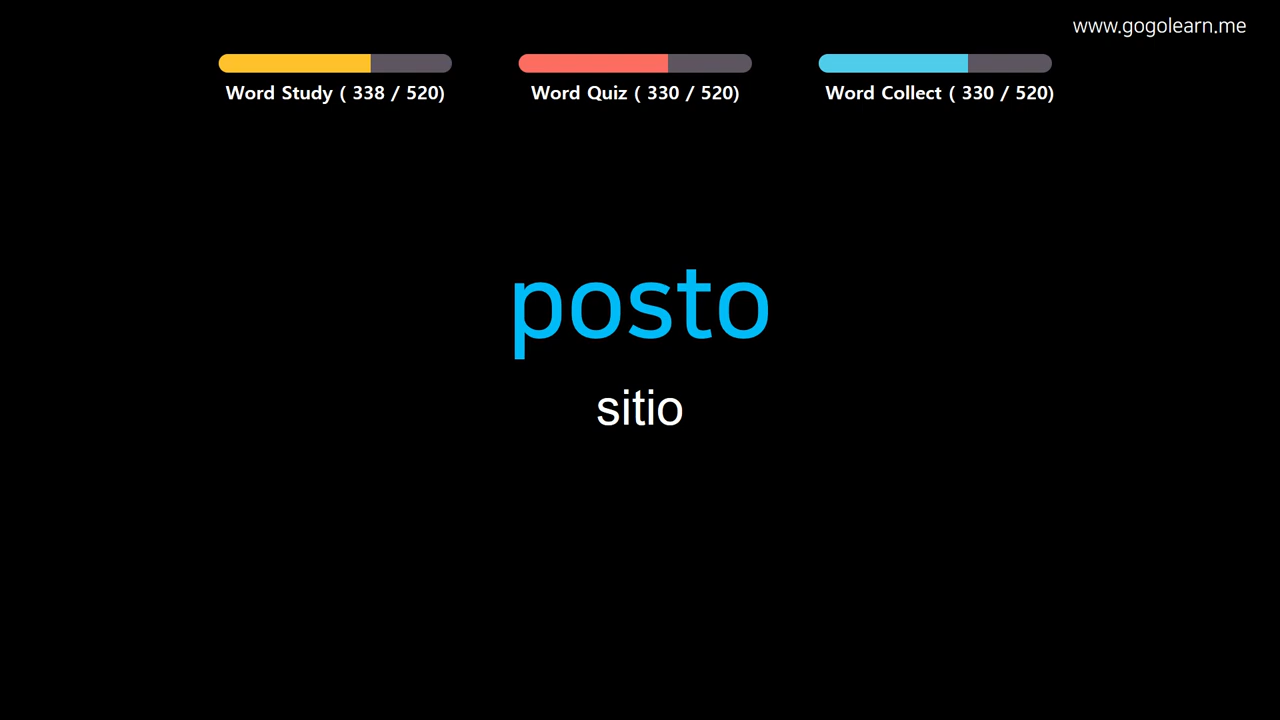 www.gogolearn.me
Word Study ( 338 / 520)
Word Quiz ( 330 / 520)
Word Collect ( 330 / 520)
posto
sitio